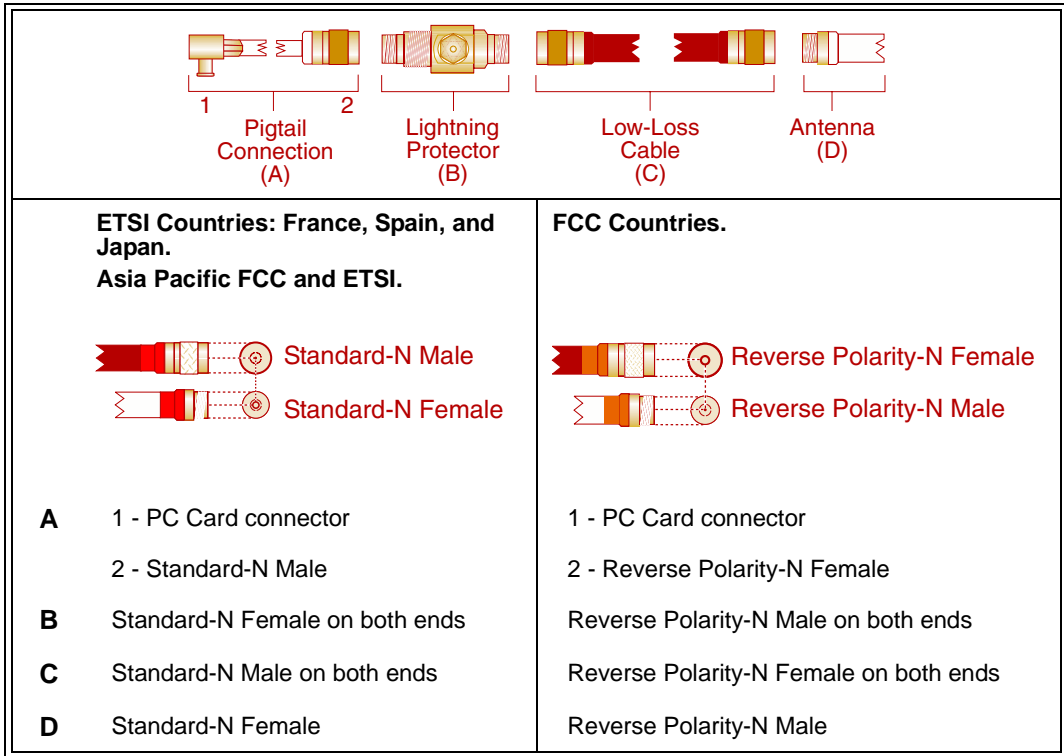 1 2
Pigtail
Connection
(A)
Lightning
Protector
(B)
Low-Loss
Cable
(C)
Antenna
(D)
ETSI Countries: France, Spain, and
Japan.
Asia Pacific FCC and ETSI.
Standard-N Male
Standard-N Female
FCC Countries.
Reverse Polarity-N Female
Reverse Polarity-N Male
A 1 - PC Card connector 1 - PC Card connector
2 - Standard-N Male 2 - Reverse Polarity-N Female
B Standard-N Female on both ends Reverse Polarity-N Male on both ends
C Standard-N Male on both ends Reverse Polarity-N Female on both ends
D Standard-N Female Reverse Polarity-N Male